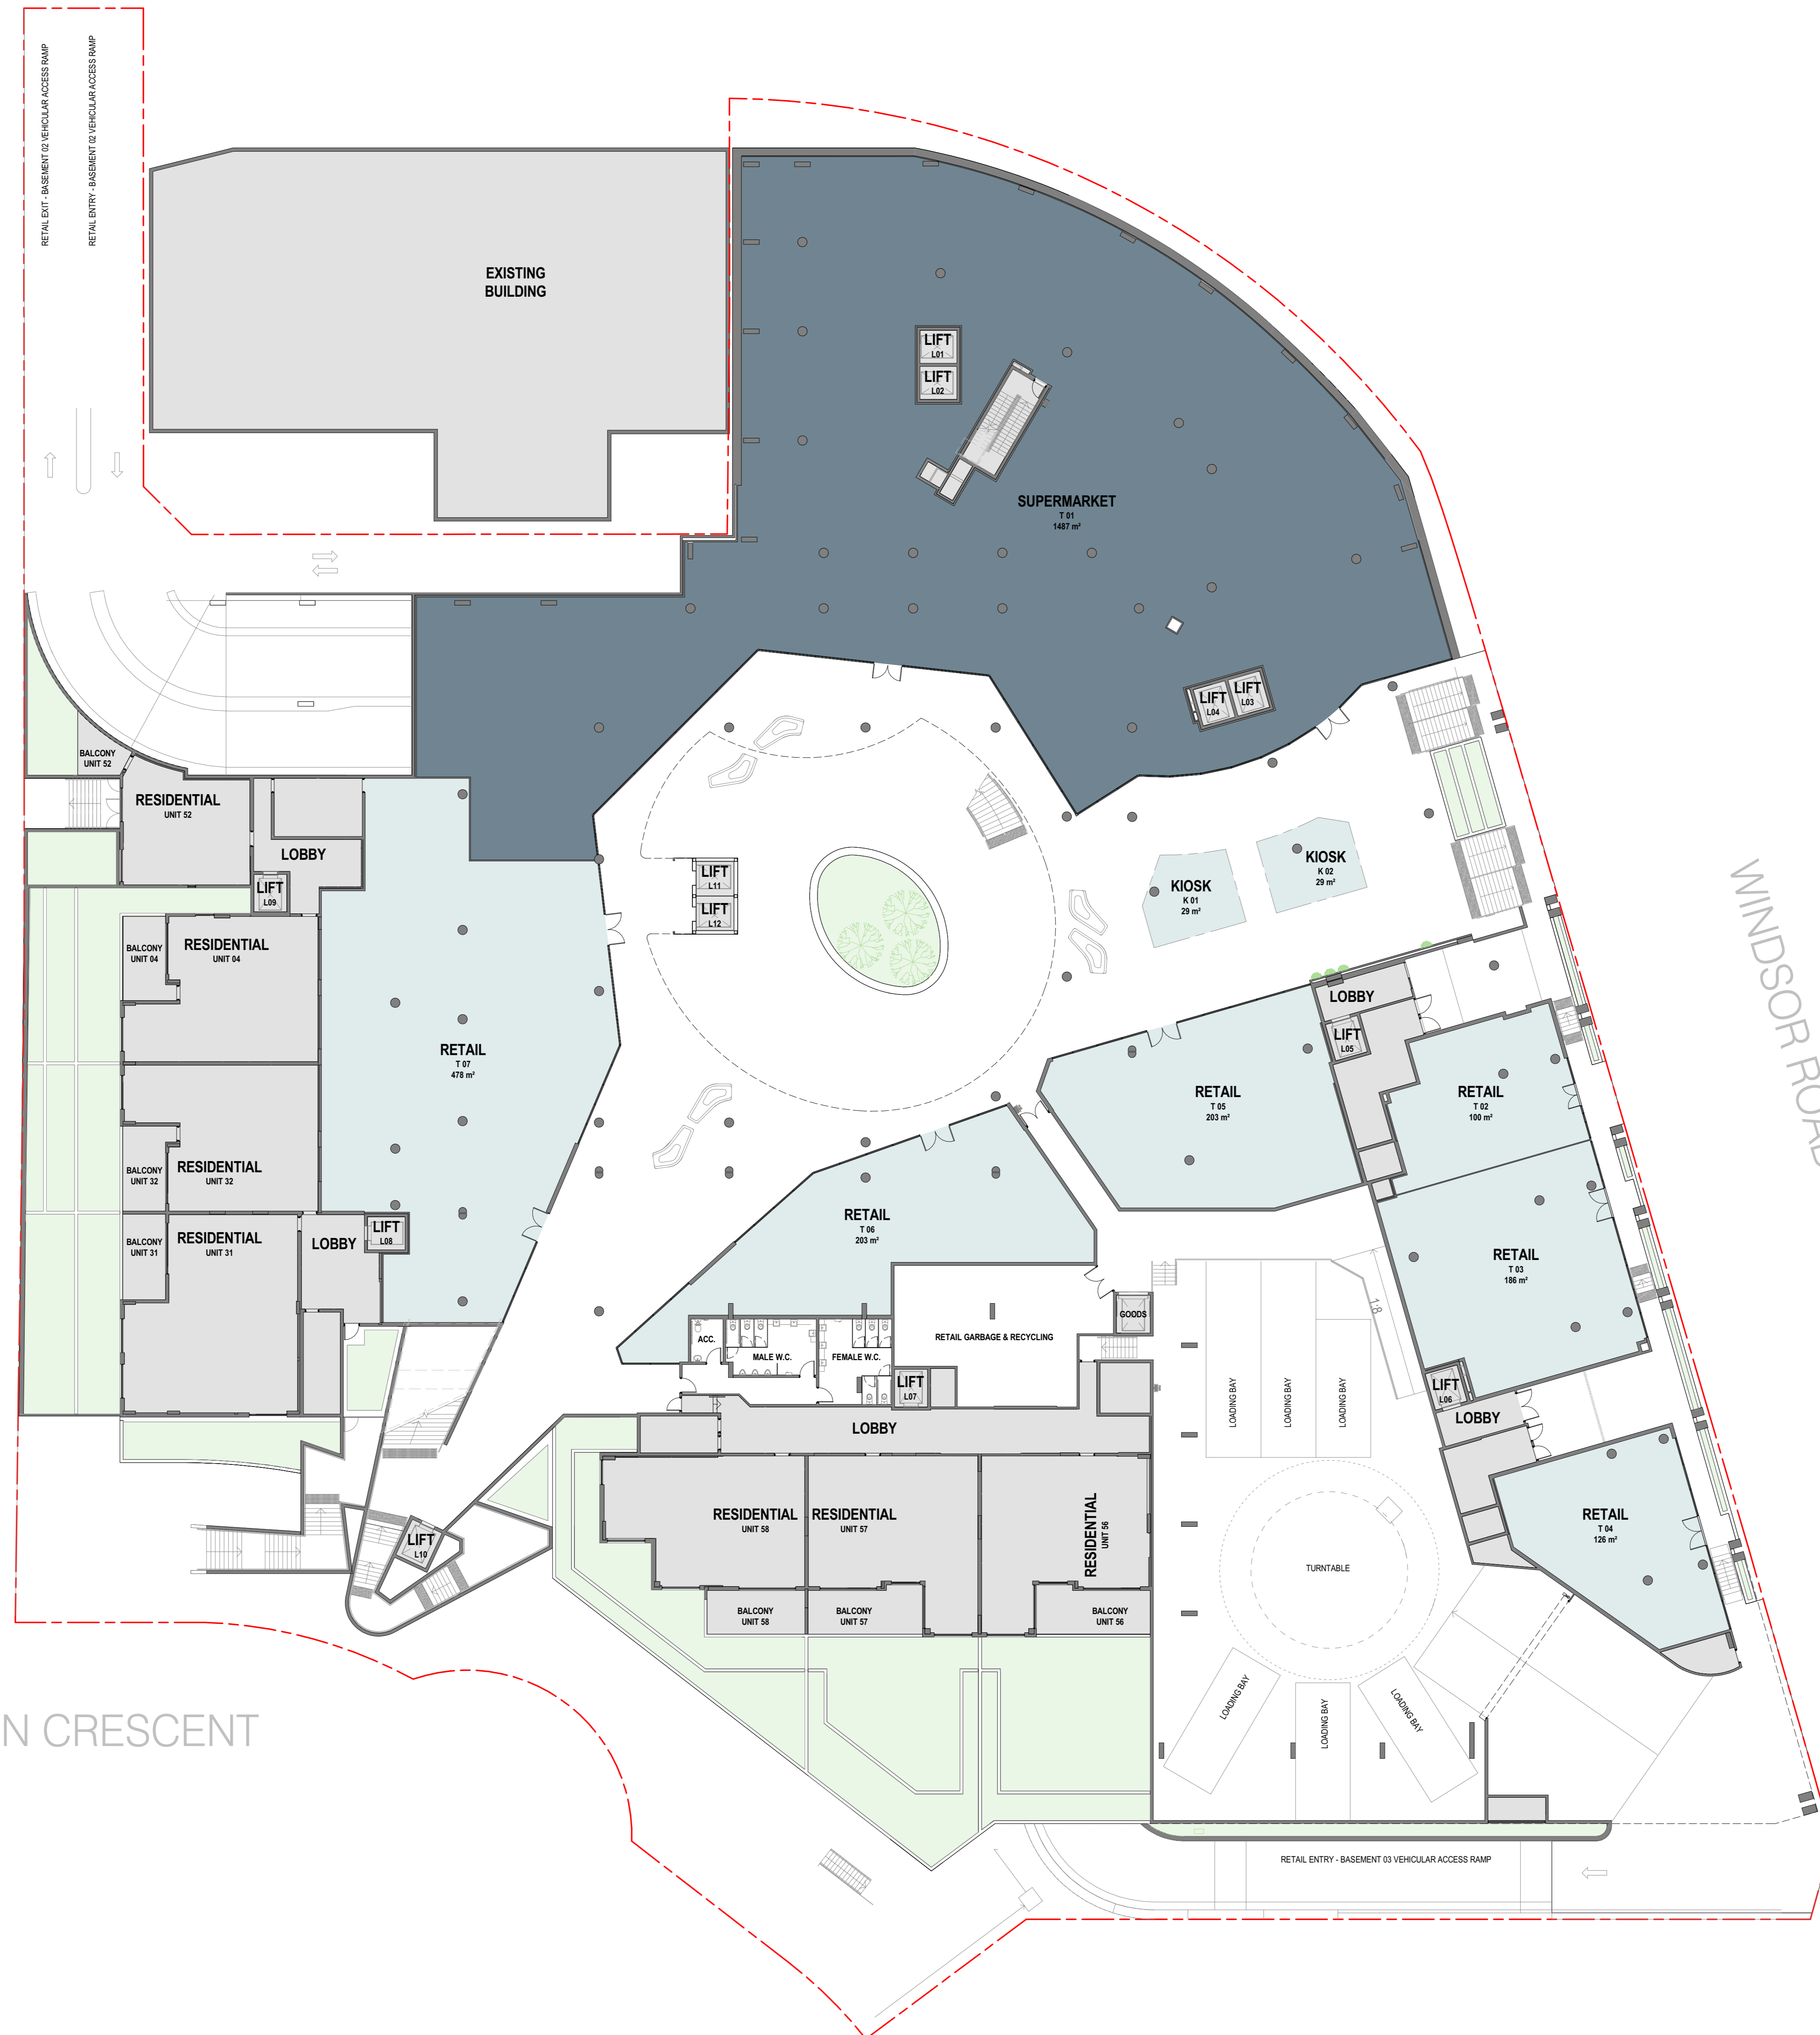 RETAIL EXIT - BASEMENT 02 VEHICULAR ACCESS RAMP
RETAIL ENTRY - BASEMENT 02 VEHICULAR ACCESS RAMP
EXISTING
BUILDING
LIFT
L01
LIFT
L02
SUPERMARKET
T 01
1487 m²
LIFT
L04
LIFT
L03
BALCONY
UNIT 52
RESIDENTIAL
UNIT 52
LOBBY
LIFT
L09
LIFT
L11
LIFT
L12
KIOSK
K 01
29 m²
KIOSK
K 02
29 m²
WINDSOR ROAD
BALCONY
UNIT 04
RESIDENTIAL
UNIT 04
LOBBY
LIFT
L05
RETAIL
T 07
478 m²
RETAIL
T 05
203 m²
RETAIL
T 02
100 m²
BALCONY
UNIT 32
RESIDENTIAL
UNIT 32
BALCONY
UNIT 31
RESIDENTIAL
UNIT 31
LOBBY
LIFT
L08
RETAIL
T 06
203 m²
RETAIL
T 03
186 m²
1:8
GOODS
ACC.
MALE W.C.
FEMALE W.C.
RETAIL GARBAGE & RECYCLING
LIFT
L07
LOADING BAY
LOADING BAY
LOADING BAY
LIFT
L06
LOBBY
LOBBY
RESIDENTIAL
UNIT 58
RESIDENTIAL
UNIT 57
RESIDENTIAL
UNIT 56
LIFT
L10
RETAIL
T 04
126 m²
TURNTABLE
BALCONY
UNIT 58
BALCONY
UNIT 57
BALCONY
UNIT 56
LOADING BAY
LOADING BAY
LOADING BAY
N CRESCENT
RETAIL ENTRY - BASEMENT 03 VEHICULAR ACCESS RAMP